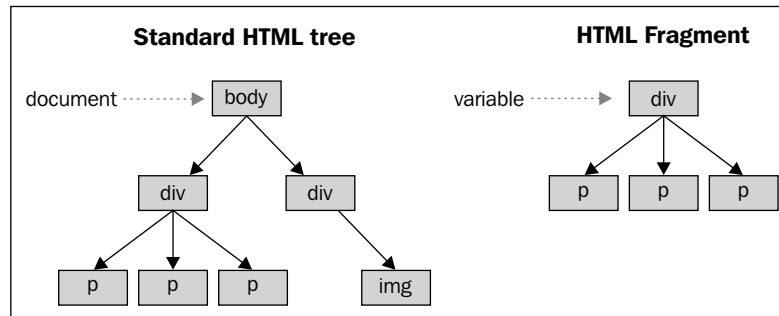 Standard HTML tree
HTML Fragment
document
body
variable
div
div
div
p
p
p
p
p
p
img